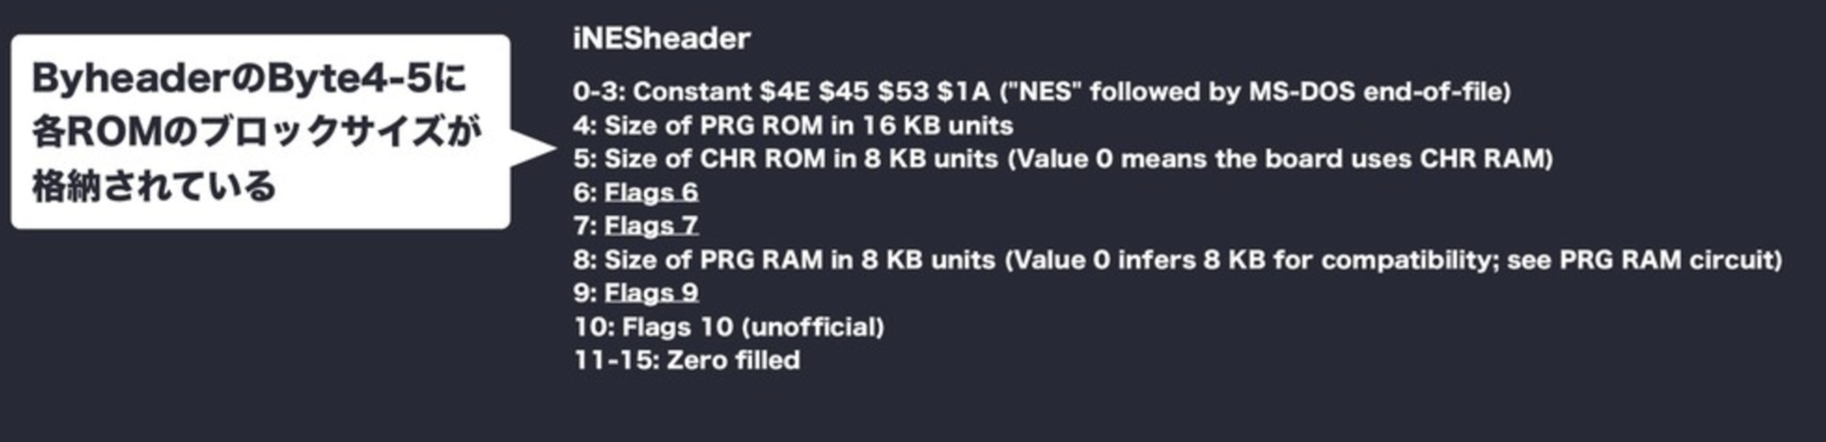 ByheaderのByte4-5に
各ROMのブロックサイズが
格納されている
iNESheader
0-3: Constant $4E $45 $53 $1A ("NES" followed by MS-DOS end-of-file)
4: Size of PRG ROM in 16 KB units
5: Size of CHR ROM in 8 KB units (Value 0 means the board uses CHR RAM)
6: Flags 6
7: Flags 7
8: Size of PRG RAM in 8 KB units (Value 0 infers 8 KB for compatibility; see PRG RAM circuit)
9: Flags 9
10: Flags 10 (unofficial)
11-15: Zero filled